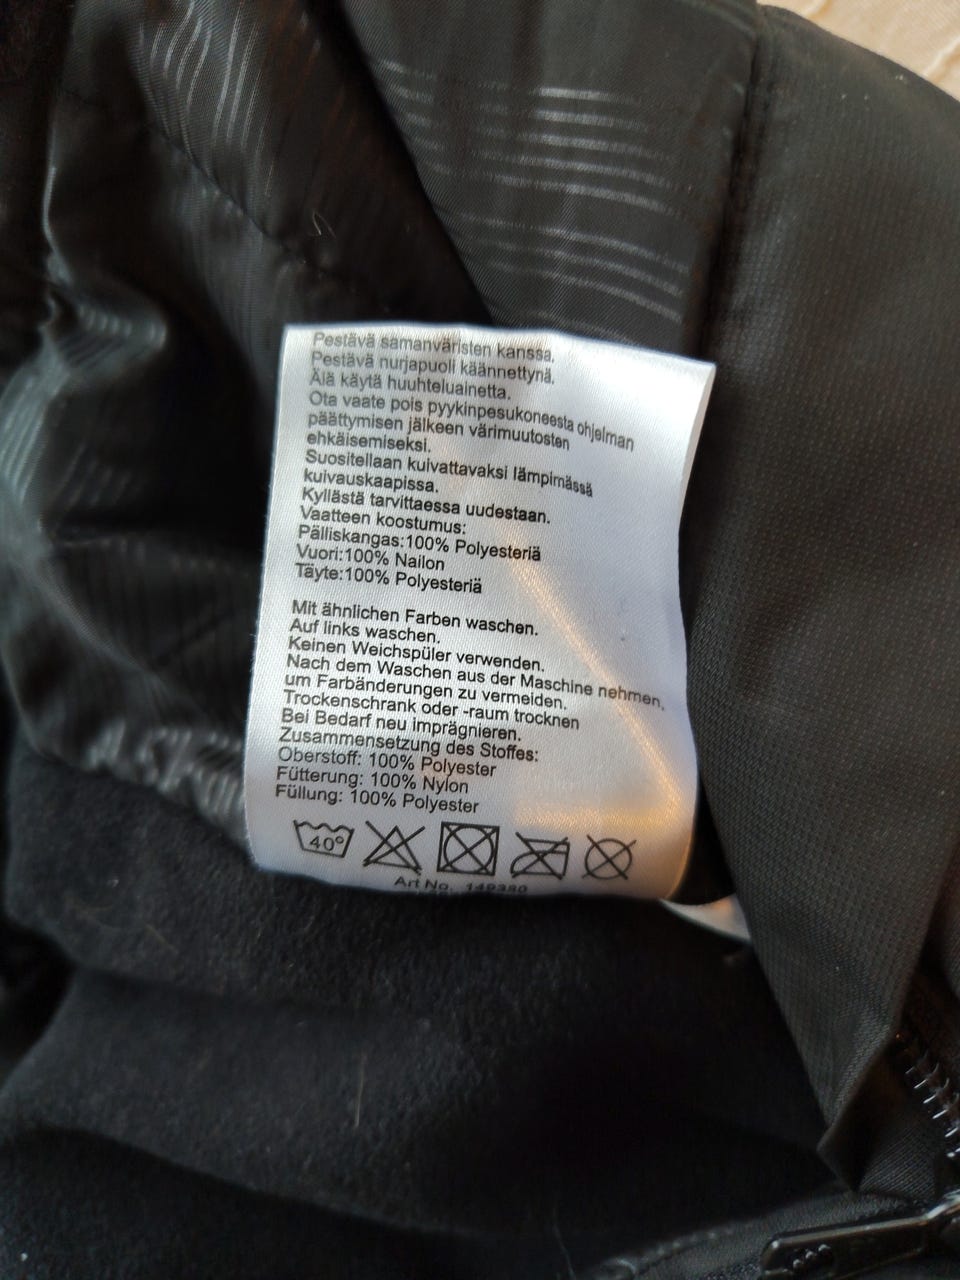 Pestävä samanväristen kanssa.
Pestävä nurjapuoli käännettynä.
Älä käytä huuhteluainetta.
Ota vaate pois pyykinpesukoneesta ohjelman
päättymisen jälkeen värimuutosten
ehkäisemiseksi.
Suositellaan kuivattavaksi lämpimässä
kuivauskaapissa.
Kyllästä tarvittaessa uudestaan.
Vaatteen koostumus:
Pälliskangas:100% Polyesteriä
Vuori:100% Nailon
Täyte:100% Polyesteriä
Mit ähnlichen Farben waschen.
Auf links waschen.
Keinen Weichspüler verwenden.
Nach dem Waschen aus der Maschine nehmen,
um Farbänderungen zu vermeiden.
Trockenschrank oder -raum trocknen
Bei Bedarf neu imprägnieren.
Zusammensetzung des Stoffes:
Oberstoff: 100% Polyester
Fütterung: 100% Nylon
Füllung: 100% Polyester
40°
Art No. 149380